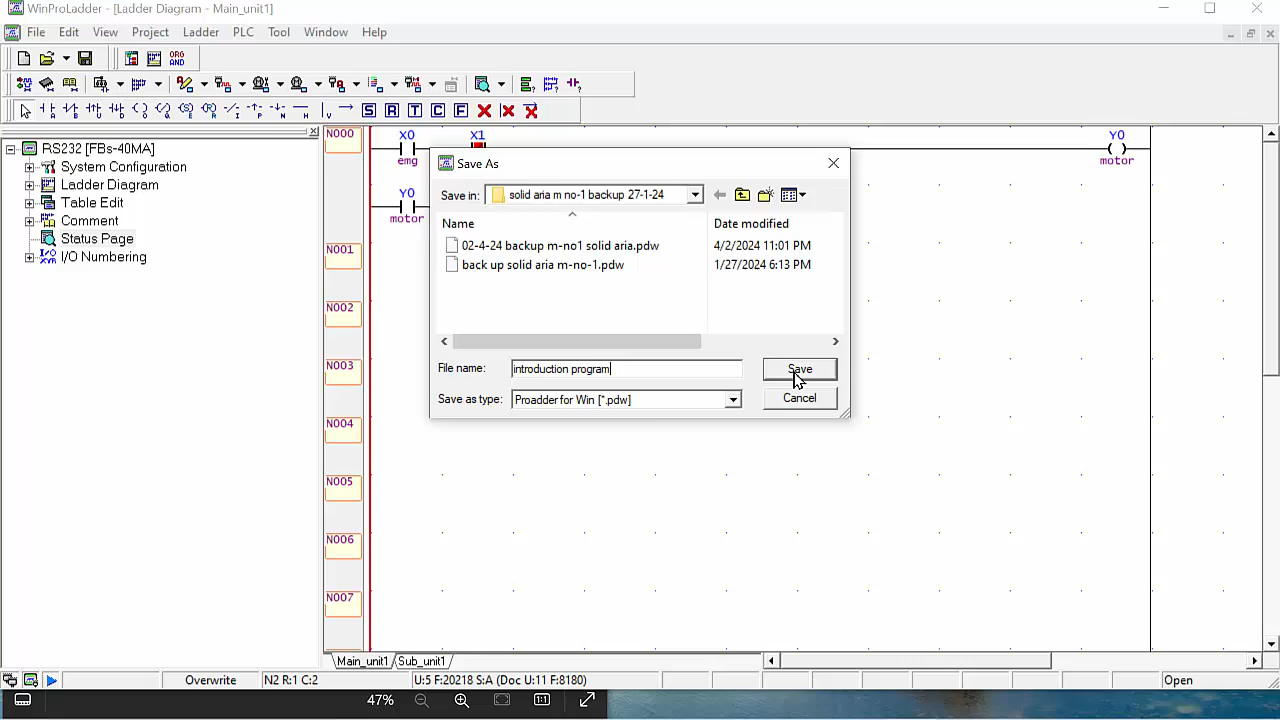 WinProLadder - [Ladder Diagram - Main_unit1]
File Edit View Project Ladder PLC Tool Window Help
ORG
AND
S R T C F
RS232 [FBs-40MA]
System Configuration
Ladder Diagram
Table Edit
Comment
Status Page
I/O Numbering
N000
X0
emg
X1
Y0
motor
Y0
motor
N001
N002
N003
N004
N005
N006
N007
Save As
Save in: solid aria m no-1 backup 27-1-24
Name Date modified
02-4-24 backup m-no1 solid aria.pdw 4/2/2024 11:01 PM
back up solid aria m-no-1.pdw 1/27/2024 6:13 PM
File name: introduction program Save
Save as type: Proadder for Win [*.pdw] Cancel
Main_unit1 Sub_unit1
Overwrite N2 R:1 C:2 U:5 F:20218 S:A (Doc U:11 F:8180) Open
47% 1:1